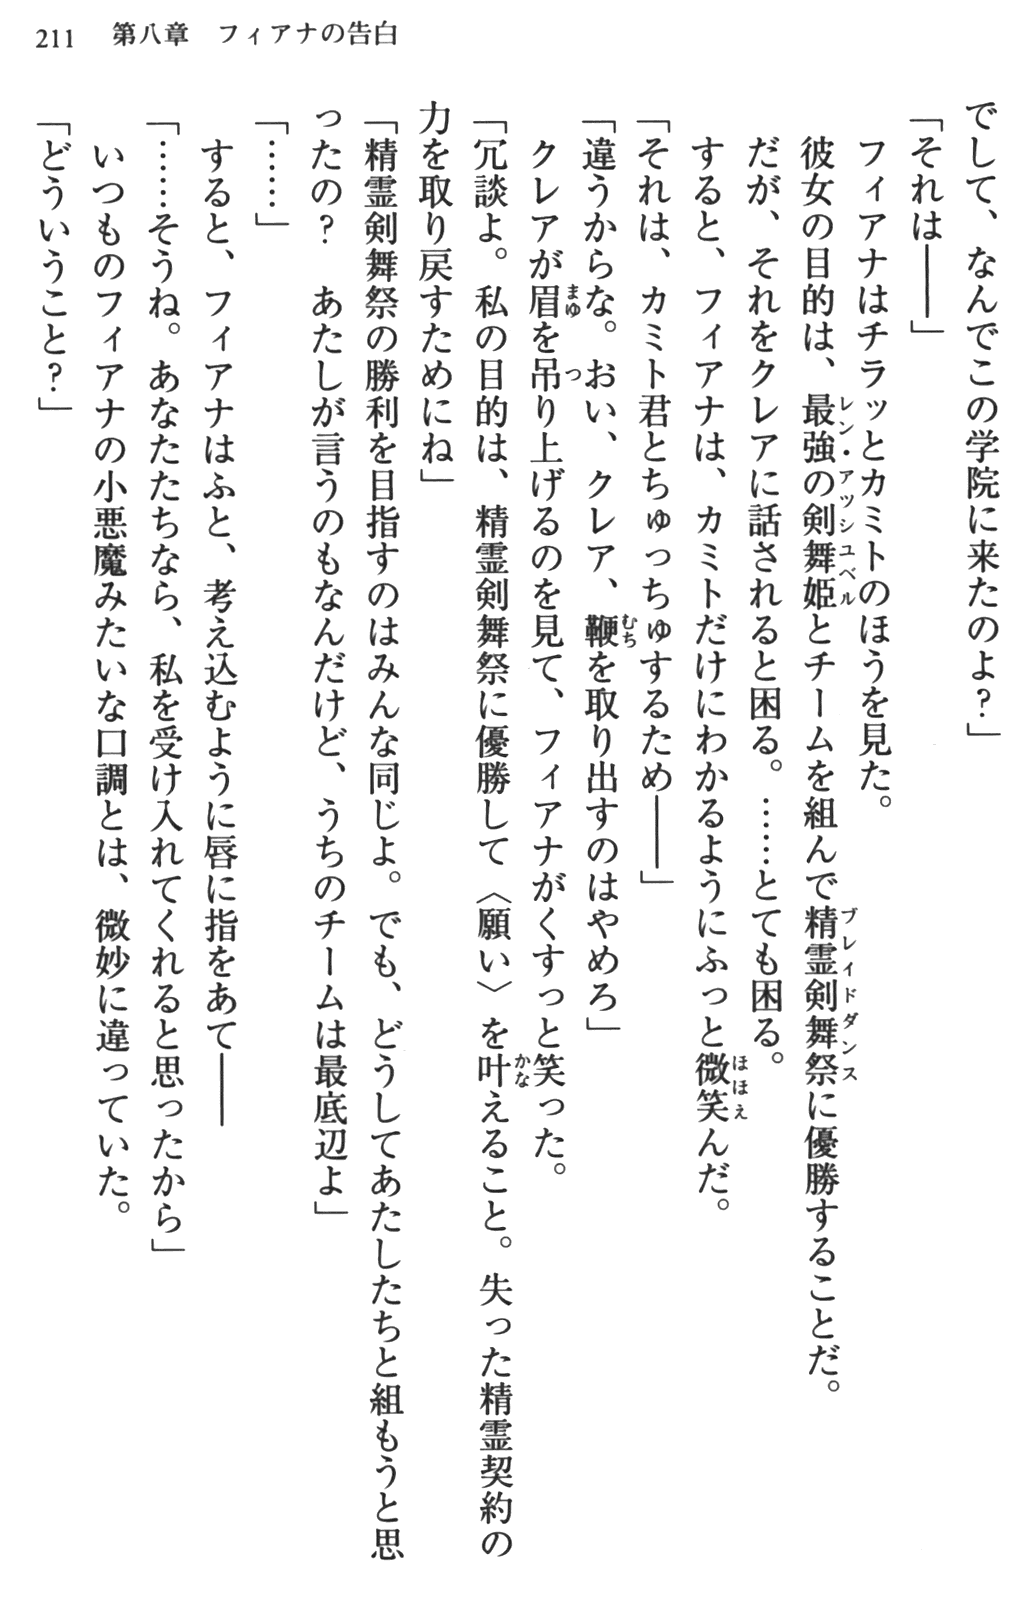 211　第八章　フィアナの告白
でして、なんでこの学院に来たのよ？」
「それは――」
　フィアナはチラッとカミトのほうを見た。
　彼女の目的は、最強の剣舞姫とチームを組んで精霊剣舞祭に優勝することだ。
レン・アッシュベル
ブレイドダンス
　だが、それをクレアに話されると困る。……とても困る。
　すると、フィアナは、カミトだけにわかるようにふっと微笑んだ。
ほほえ
「それは、カミト君とちゅっちゅするため――」
「違うからな。おい、クレア、鞭を取り出すのはやめろ」
むち
　クレアが眉を吊り上げるのを見て、フィアナがくすっと笑った。
まゆ
つ
「冗談よ。私の目的は、精霊剣舞祭に優勝して〈願い〉を叶えること。失った精霊契約の
かな
力を取り戻すためにね」
「精霊剣舞祭の勝利を目指すのはみんな同じよ。でも、どうしてあたしたちと組もうと思
ったの？　あたしが言うのもなんだけど、うちのチームは最底辺よ」
「……」
　すると、フィアナはふと、考え込むように唇に指をあて――
「……そうね。あなたたちなら、私を受け入れてくれると思ったから」
　いつものフィアナの小悪魔みたいな口調とは、微妙に違っていた。
「どういうこと？」